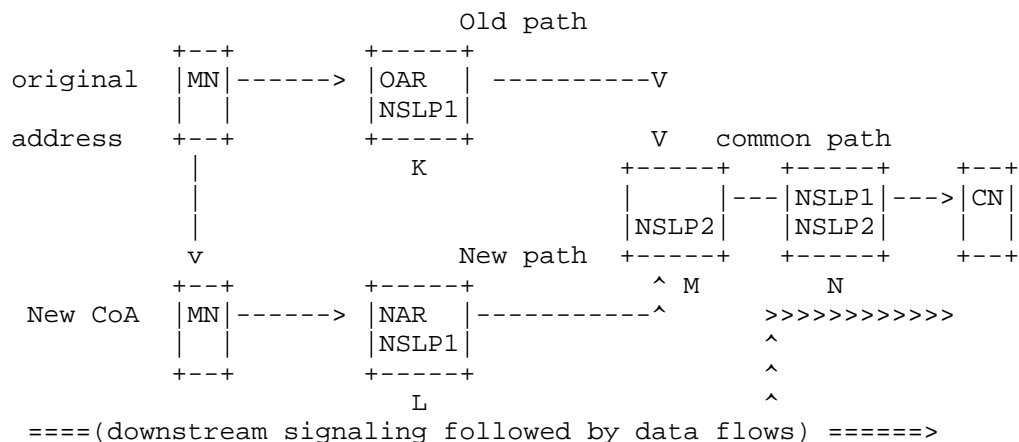 Old path
           +--+         +-----+
original   |MN|------>  |OAR  | ----------V
           |  |         |NSLP1|
address    +--+         +-----+            V   common path
            |              K            +-----+   +-----+    +--+
            |                           |     |---|NSLP1|--->|CN|
            |                           |NSLP2|   |NSLP2|    |  |
            v                 New path  +-----+   +-----+    +--+
           +--+         +-----+           ^ M        N
 New CoA   |MN|------>  |NAR  |-----------^      >>>>>>>>>>>>
           |  |         |NSLP1|                  ^
           +--+         +-----+                  ^
                           L                     ^
 ====(downstream signaling followed by data flows) ======>